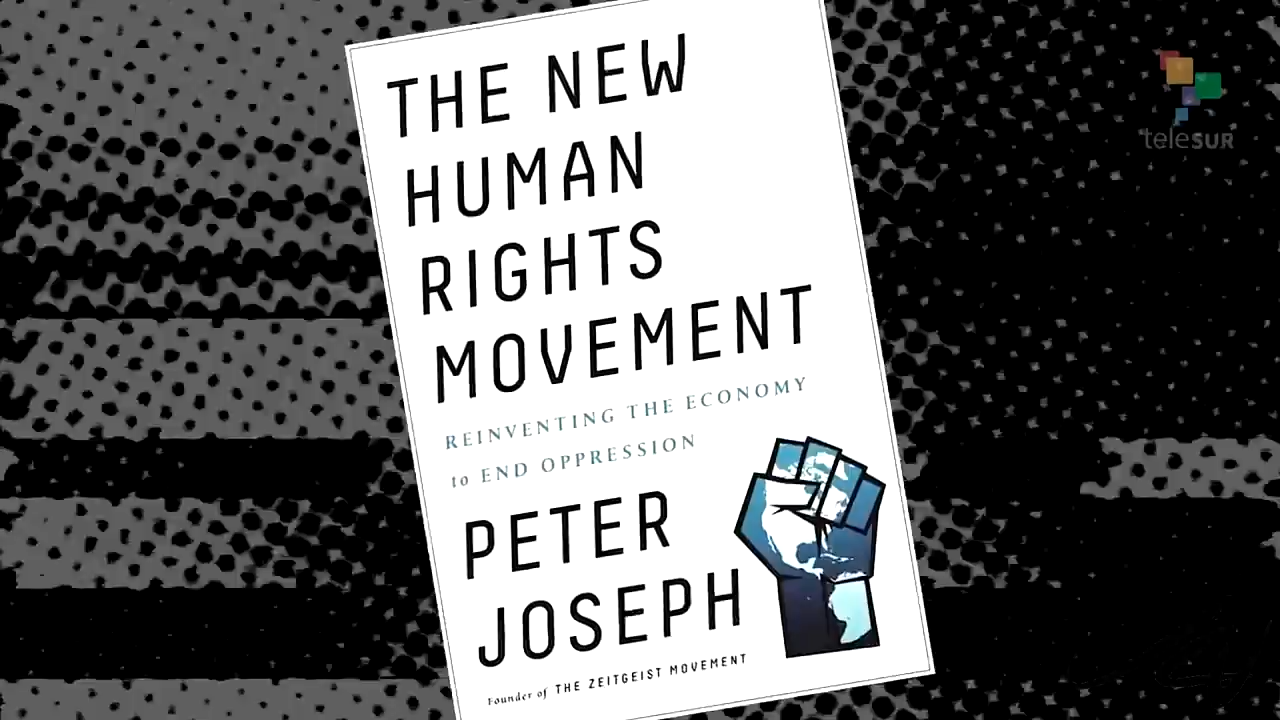 THE NEW
HUMAN
RIGHTS
MOVEMENT
REINVENTING THE ECONOMY
to END OPPRESSION
PETER
JOSEPH
Founder of THE ZEITGEIST MOVEMENT
teleSUR